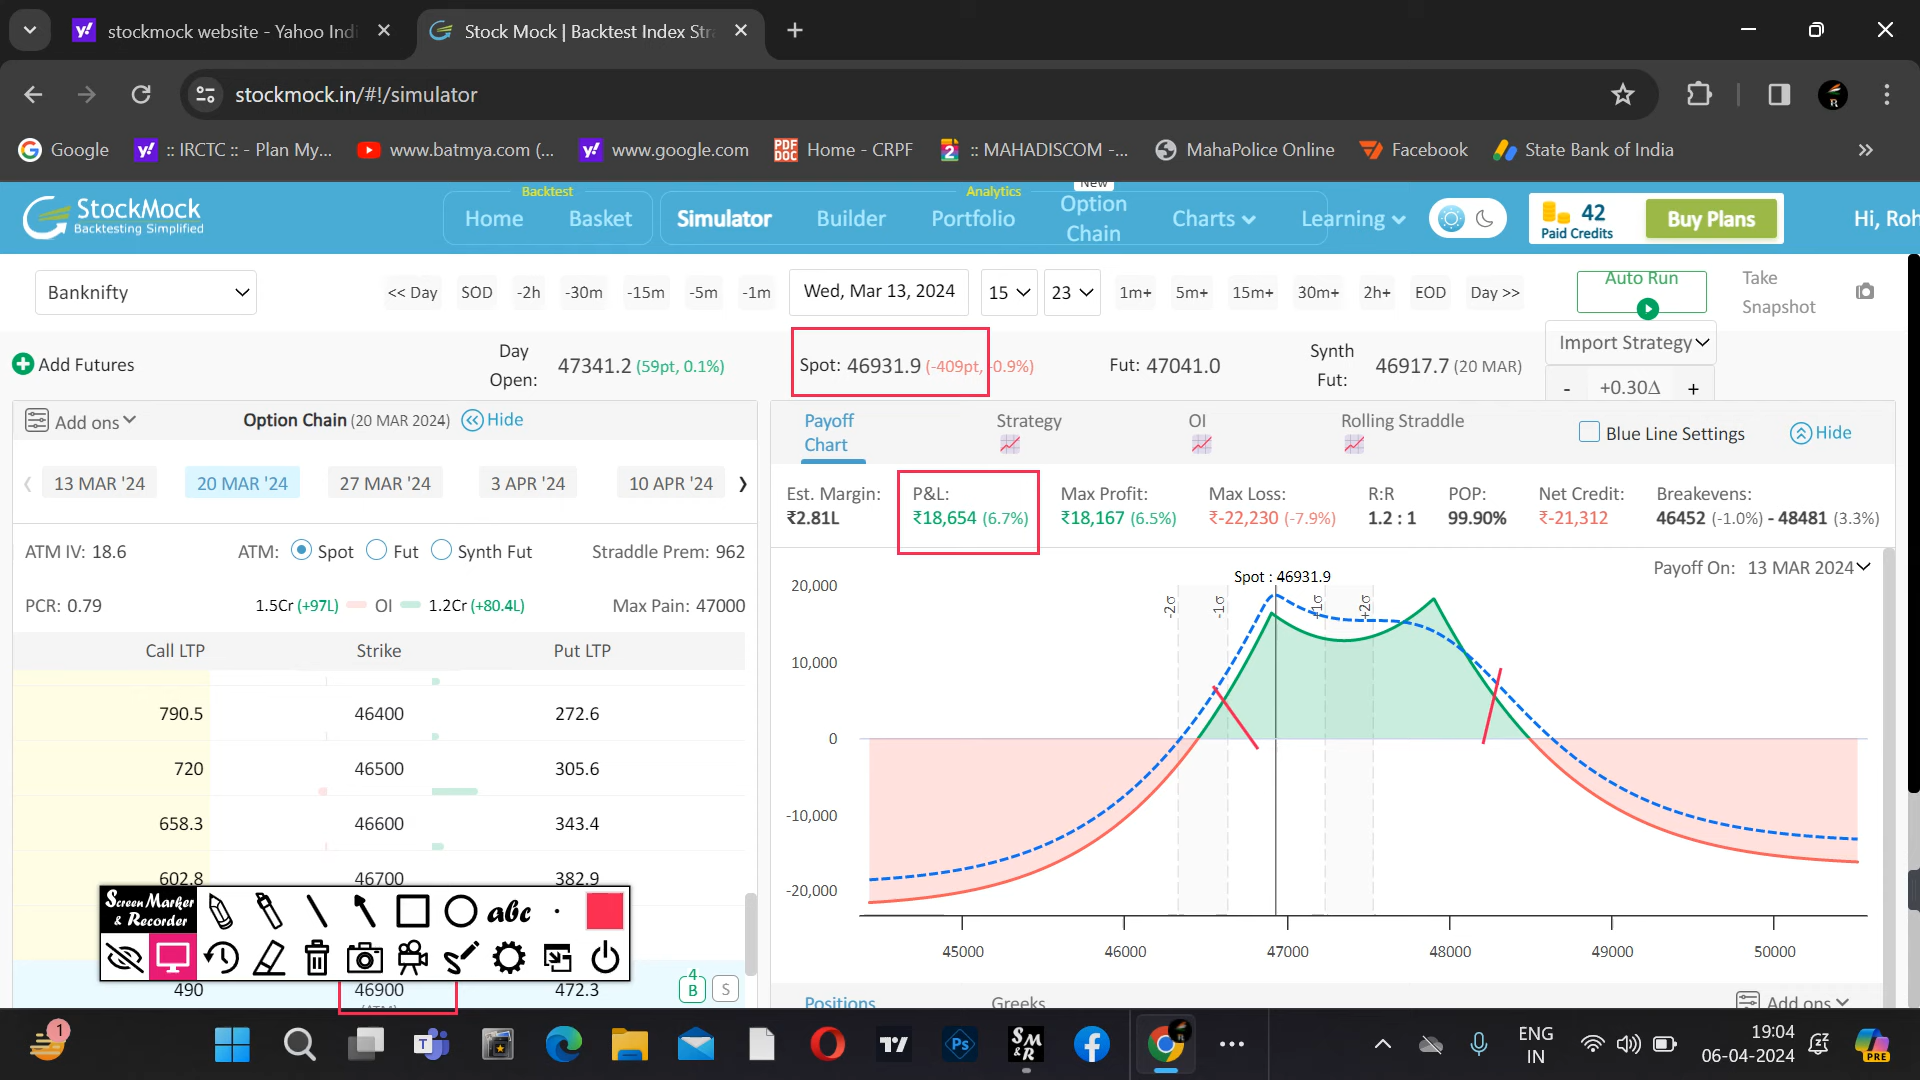 stockmock website - Yahoo Indi
Stock Mock | Backtest Index Str
stockmock.in/#!/simulator
Google
:: IRCTC :: - Plan My...
www.batmya.com (...
www.google.com
Home - CRPF
:: MAHADISCOM -...
MahaPolice Online
Facebook
State Bank of India
StockMock
Backtesting Simplified
Backtest
Home
Basket
Analytics
Simulator
Builder
Portfolio
New
Option
Chain
Charts
Learning
42
Paid Credits
Buy Plans
Hi, Roh
Banknifty
<< Day
SOD
-2h
-30m
-15m
-5m
-1m
Wed, Mar 13, 2024
15
23
1m+
5m+
15m+
30m+
2h+
EOD
Day >>
Auto Run
Take
Snapshot
Add Futures
Day
Open:
47341.2 (59pt, 0.1%)
Spot: 46931.9 (-409pt, -0.9%)
Fut: 47041.0
Synth
Fut:
46917.7 (20 MAR)
Import Strategy
- +0.30Δ +
Add ons
Option Chain (20 MAR 2024)
Hide
13 MAR '24
20 MAR '24
27 MAR '24
3 APR '24
10 APR '24
ATM IV: 18.6
ATM:
Spot
Fut
Synth Fut
Straddle Prem: 962
PCR: 0.79
1.5Cr (+97L)
OI
1.2Cr (+80.4L)
Max Pain: 47000
Call LTP
Strike
Put LTP
790.5 46400 272.6
720 46500 305.6
658.3 46600 343.4
602.8 46700 382.9
Screen Marker
& Recorder
abc
490 46900 472.3
4
B
S
Payoff
Chart
Strategy
OI
Rolling Straddle
Blue Line Settings
Hide
Est. Margin:
₹2.81L
P&L:
₹18,654 (6.7%)
Max Profit:
₹18,167 (6.5%)
Max Loss:
₹-22,230 (-7.9%)
R:R
1.2 : 1
POP:
99.90%
Net Credit:
₹-21,312
Breakevens:
46452 (-1.0%) - 48481 (3.3%)
Payoff On: 13 MAR 2024
Spot : 46931.9
-2σ
-1σ
+1σ
+2σ
20,000
10,000
0
-10,000
-20,000
45000
46000
47000
48000
49000
50000
Positions
Greeks
Add ons
1
SM
&R
Ps
ENG
IN
19:04
06-04-2024
PRE